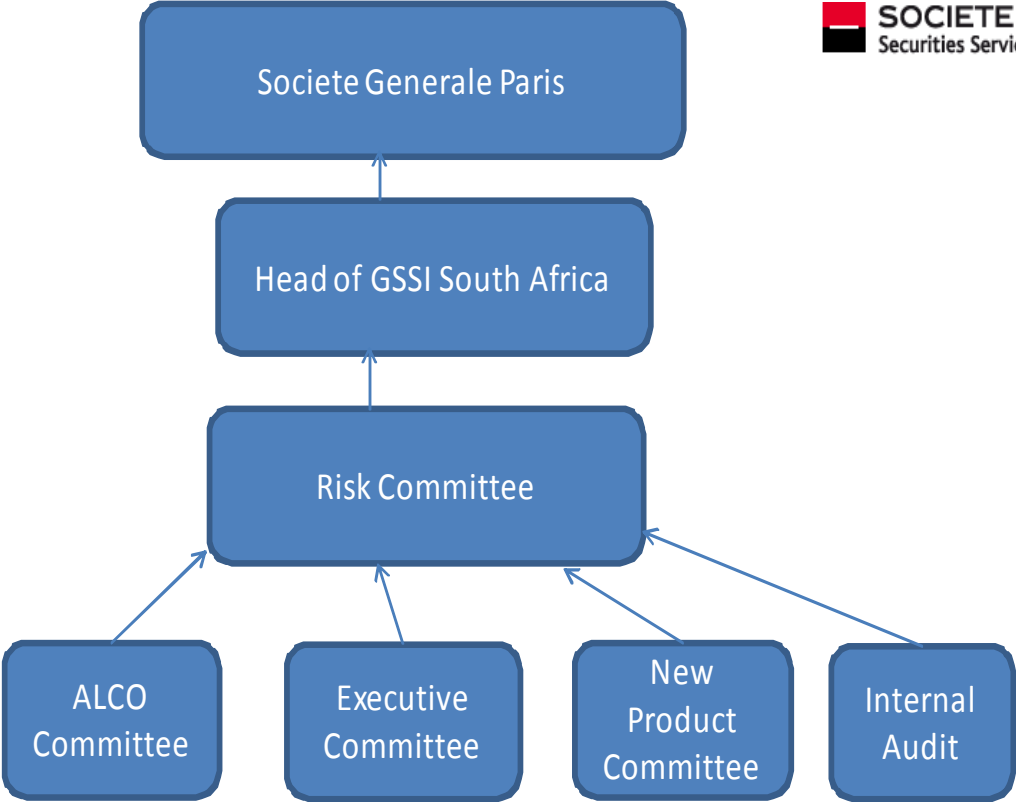 SOCIETE
Securities Servic
Societe Generale Paris
Head of GSSI South Africa
Risk Committee
ALCO
Committee
Executive
Committee
New
Product
Committee
Internal
Audit